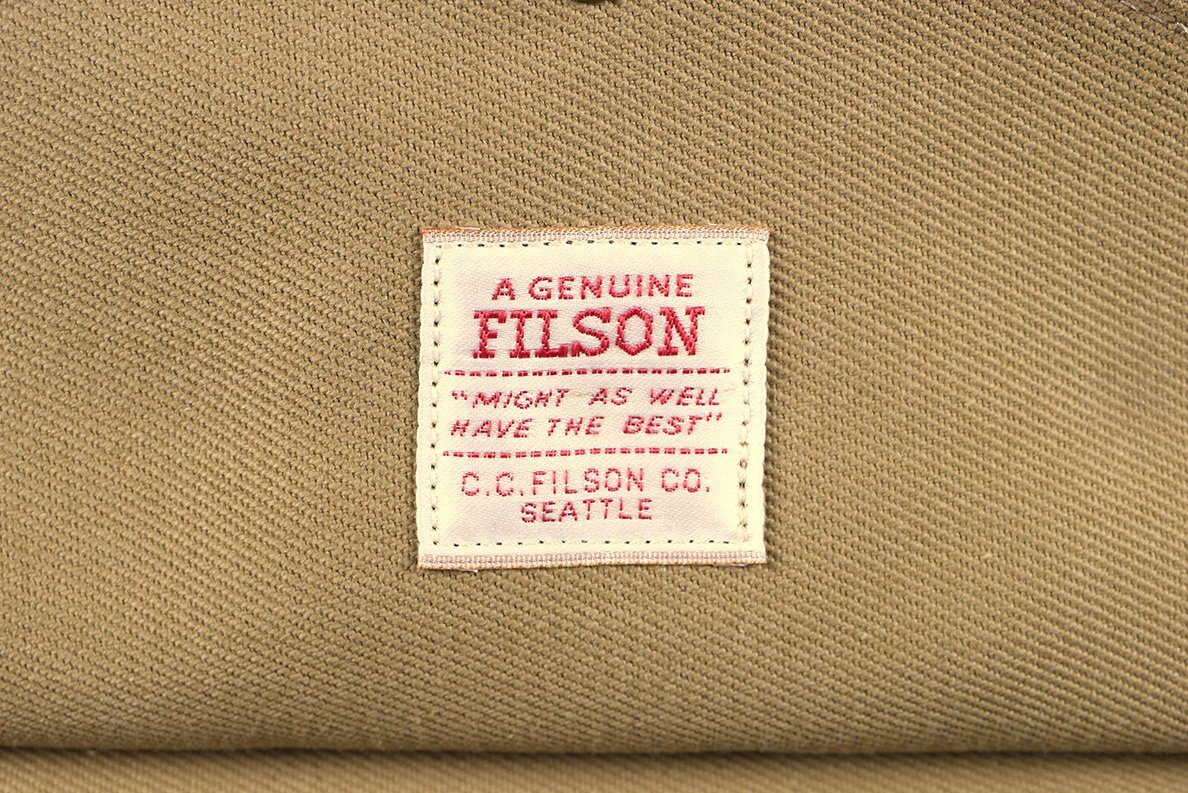 A GENUINE
FILSON
"MIGHT AS WELL
HAVE THE BEST"
C.C.FILSON CO.
SEATTLE